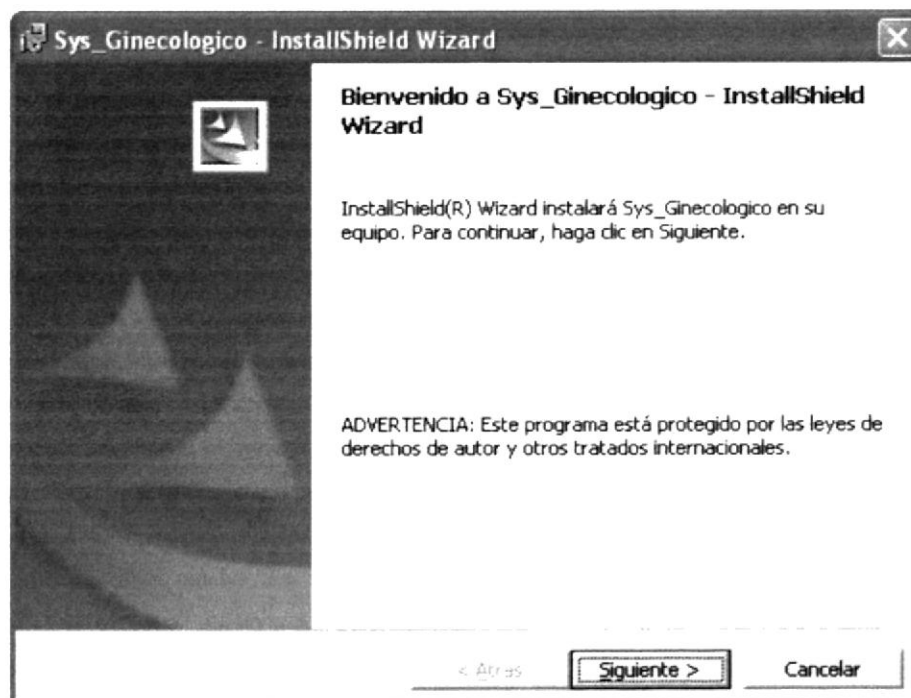 Sys_Ginecologico - InstallShield Wizard
Bienvenido a Sys_Ginecologico - InstallShield
Wizard
InstallShield(R) Wizard instalará Sys_Ginecologico en su
equipo. Para continuar, haga clic en Siguiente.
ADVERTENCIA: Este programa está protegido por las leyes de
derechos de autor y otros tratados internacionales.
< Atras Siguiente > Cancelar